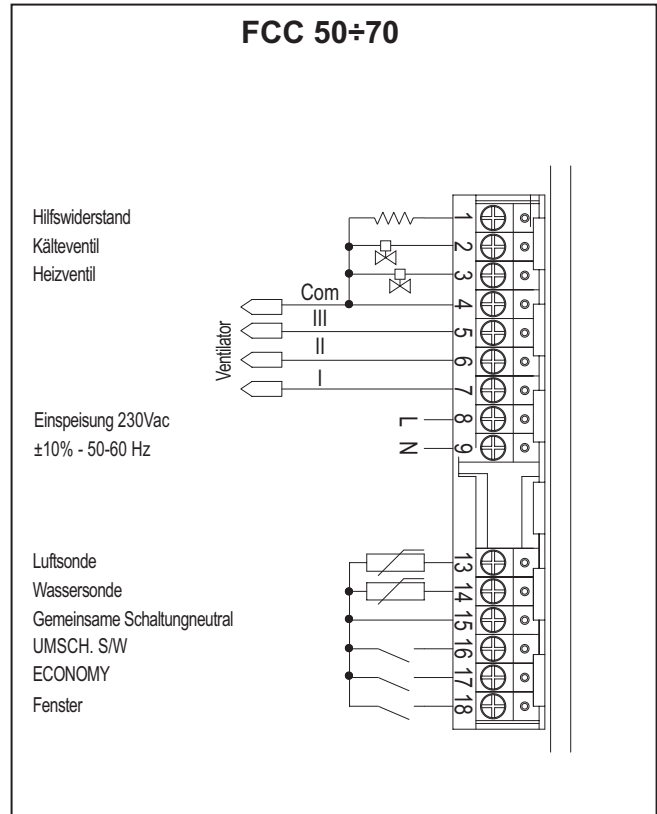 FCC 50÷70
Hilfswiderstand
1
Kälteventil
2
Heizventil
3
Com
4
III
5
Ventilator
II
6
I
7
Einspeisung 230Vac
L
8
±10% - 50-60 Hz
N
9
Luftsonde
13
Wassersonde
14
Gemeinsame Schaltungneutral
15
UMSCH. S/W
16
ECONOMY
17
Fenster
18